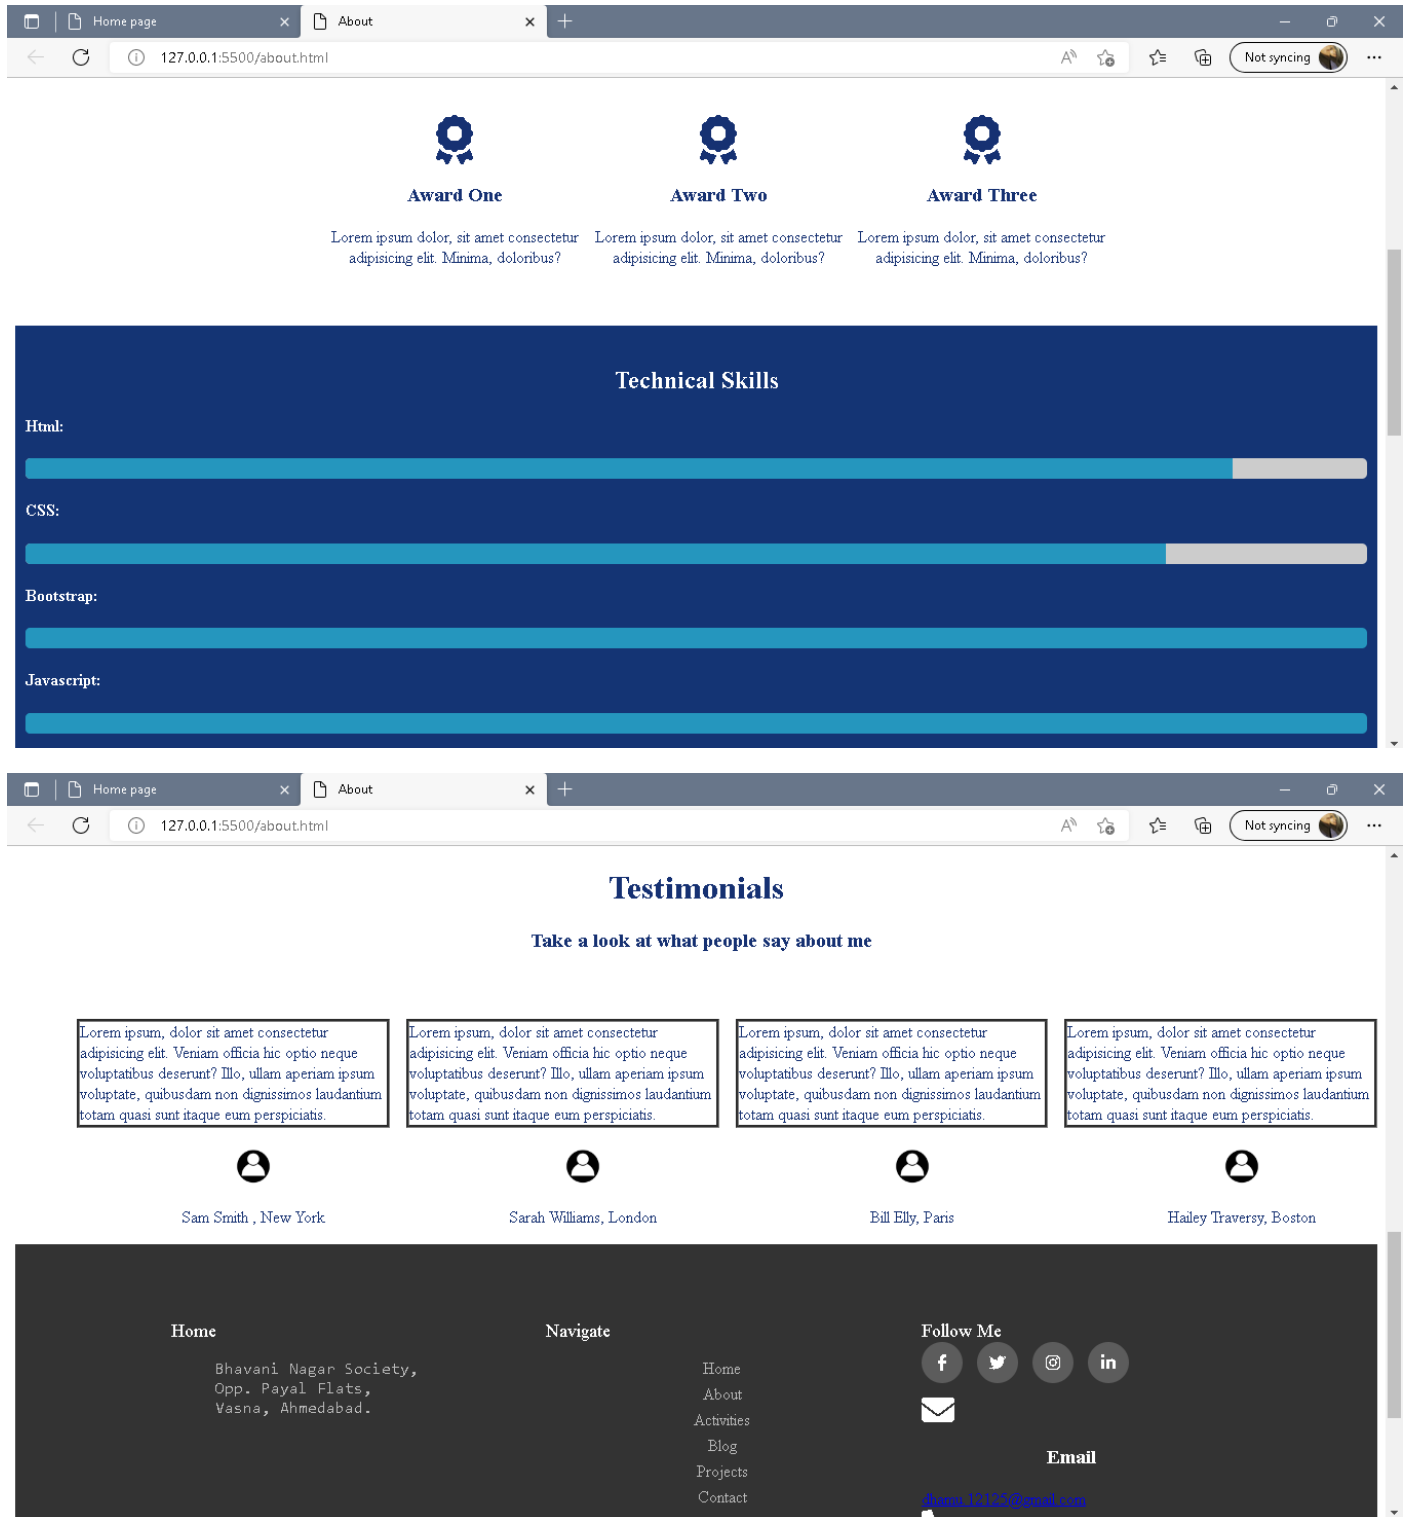 Home page
About
127.0.0.1:5500/about.html
Not syncing
Award One
Award Two
Award Three
Lorem ipsum dolor, sit amet consectetur
adipisicing elit. Minima, doloribus?
Lorem ipsum dolor, sit amet consectetur
adipisicing elit. Minima, doloribus?
Lorem ipsum dolor, sit amet consectetur
adipisicing elit. Minima, doloribus?
Technical Skills
Html:
CSS:
Bootstrap:
Javascript:
Home page
About
127.0.0.1:5500/about.html
Not syncing
Testimonials
Take a look at what people say about me
Lorem ipsum, dolor sit amet consectetur
adipisicing elit. Veniam officia hic optio neque
voluptatibus deserunt? Illo, ullam aperiam ipsum
voluptate, quibusdam non dignissimos laudantium
totam quasi sunt itaque eum perspiciatis.
Sam Smith , New York
Lorem ipsum, dolor sit amet consectetur
adipisicing elit. Veniam officia hic optio neque
voluptatibus deserunt? Illo, ullam aperiam ipsum
voluptate, quibusdam non dignissimos laudantium
totam quasi sunt itaque eum perspiciatis.
Sarah Williams, London
Lorem ipsum, dolor sit amet consectetur
adipisicing elit. Veniam officia hic optio neque
voluptatibus deserunt? Illo, ullam aperiam ipsum
voluptate, quibusdam non dignissimos laudantium
totam quasi sunt itaque eum perspiciatis.
Bill Elly, Paris
Lorem ipsum, dolor sit amet consectetur
adipisicing elit. Veniam officia hic optio neque
voluptatibus deserunt? Illo, ullam aperiam ipsum
voluptate, quibusdam non dignissimos laudantium
totam quasi sunt itaque eum perspiciatis.
Hailey Traversy, Boston
Home
Bhavani Nagar Society,
Opp. Payal Flats,
Vasna, Ahmedabad.
Navigate
Home
About
Activities
Blog
Projects
Contact
Follow Me
Email
dhamu.12125@gmail.com